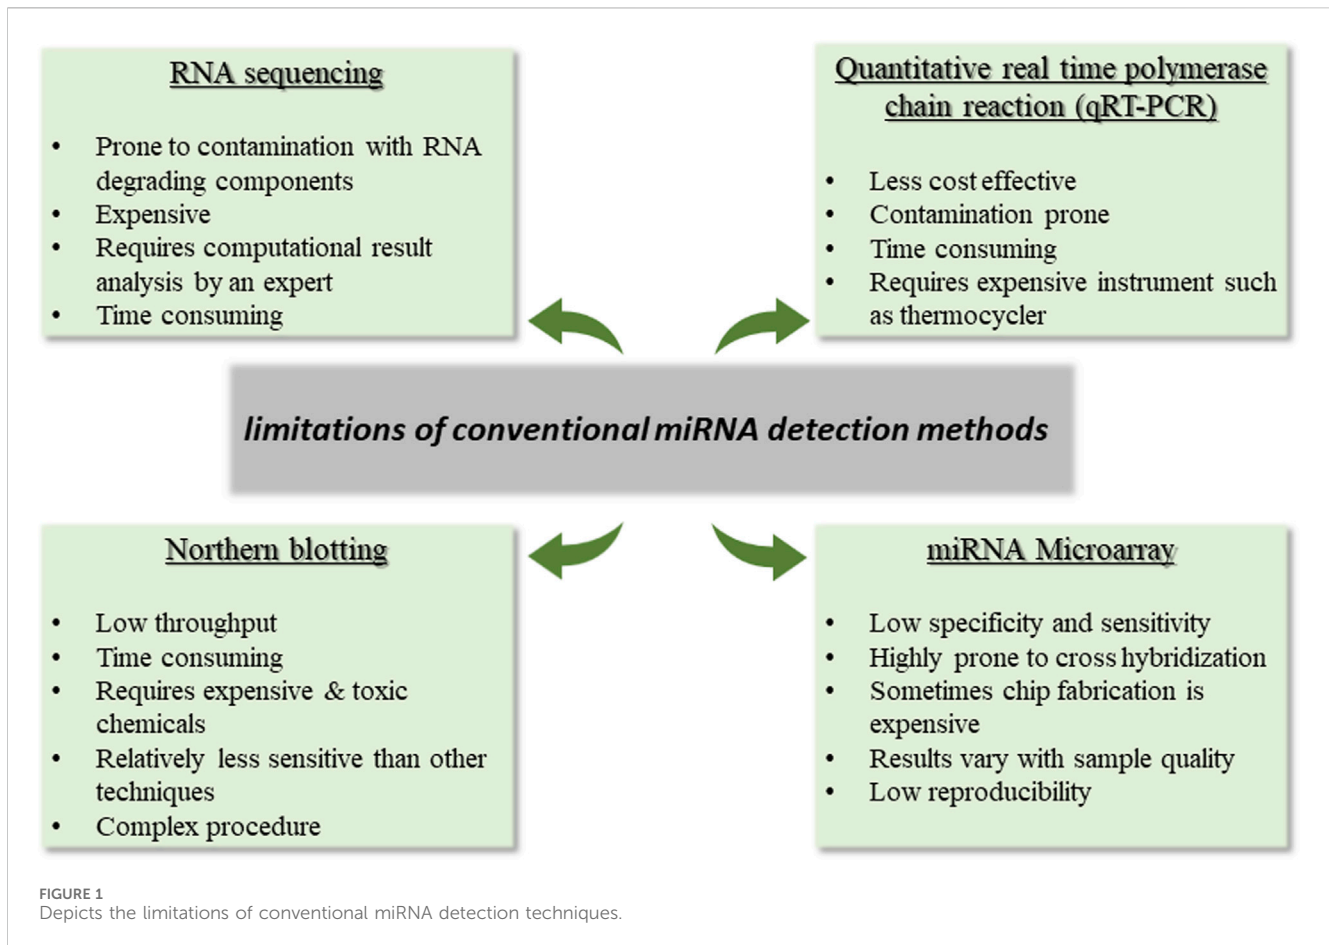 RNA sequencing
• Prone to contamination with RNA
degrading components
• Expensive
• Requires computational result
analysis by an expert
• Time consuming
Quantitative real time polymerase
chain reaction (qRT-PCR)
• Less cost effective
• Contamination prone
• Time consuming
• Requires expensive instrument such
as thermocycler
limitations of conventional miRNA detection methods
Northern blotting
• Low throughput
• Time consuming
• Requires expensive & toxic
chemicals
• Relatively less sensitive than other
techniques
• Complex procedure
miRNA Microarray
• Low specificity and sensitivity
• Highly prone to cross hybridization
• Sometimes chip fabrication is
expensive
• Results vary with sample quality
• Low reproducibility
FIGURE 1
Depicts the limitations of conventional miRNA detection techniques.